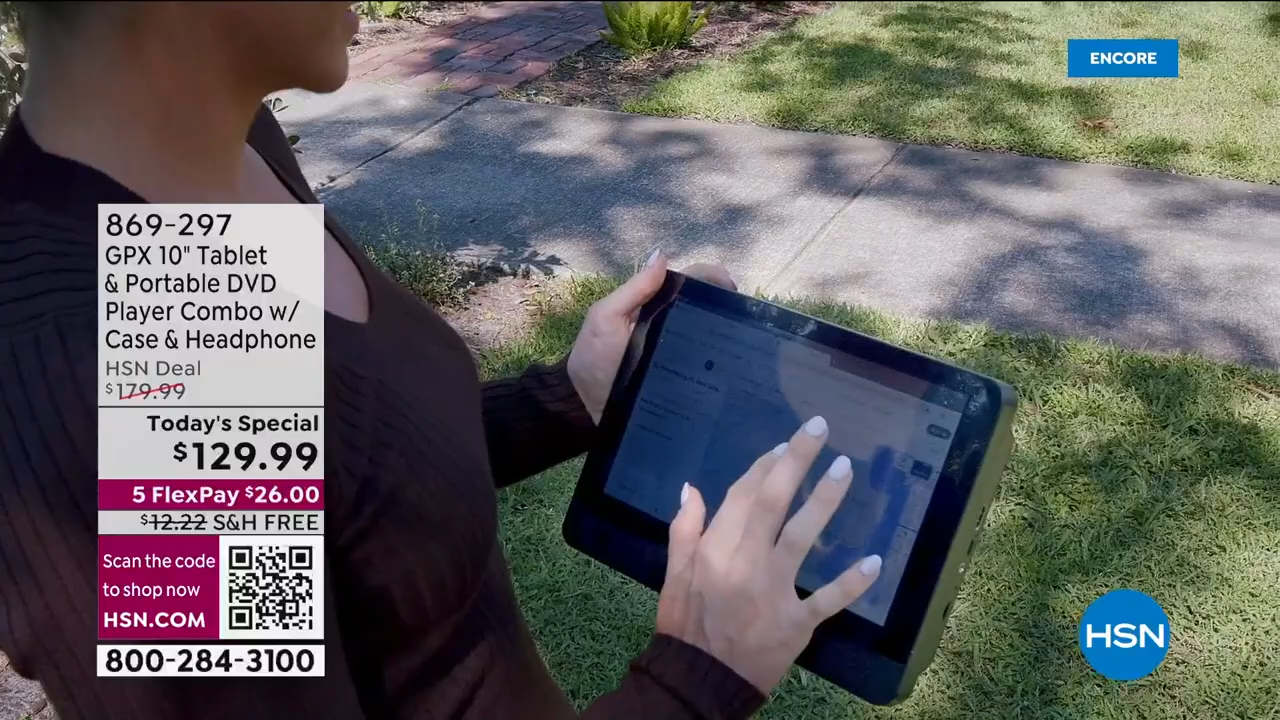 ENCORE
869-297
GPX 10" Tablet
& Portable DVD
Player Combo w/
Case & Headphone
HSN Deal
$179.99
Today's Special
$129.99
5 FlexPay $26.00
$12.22 S&H FREE
Scan the code
to shop now
HSN.COM
800-284-3100
HSN